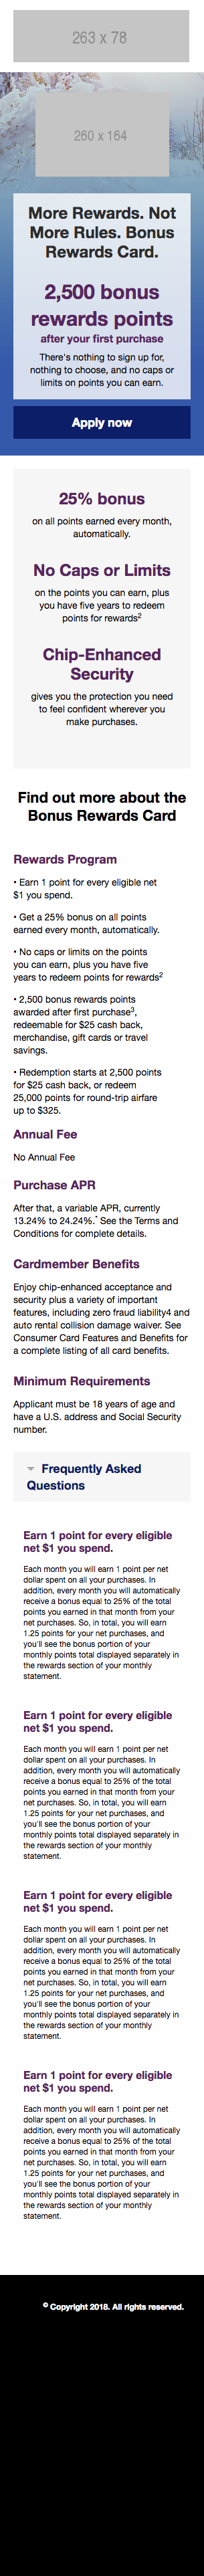 263 x 78
260 x 164
More Rewards. Not
More Rules. Bonus
Rewards Card.
2,500 bonus
rewards points
after your first purchase
There's nothing to sign up for,
nothing to choose, and no caps or
limits on points you can earn.
Apply now
25% bonus
on all points earned every month,
automatically.
No Caps or Limits
on the points you can earn, plus
you have five years to redeem
points for rewards2
Chip-Enhanced
Security
gives you the protection you need
to feel confident wherever you
make purchases.
Find out more about the
Bonus Rewards Card
Rewards Program
• Earn 1 point for every eligible net
$1 you spend.
• Get a 25% bonus on all points
earned every month, automatically.
• No caps or limits on the points
you can earn, plus you have five
years to redeem points for rewards2
• 2,500 bonus rewards points
awarded after first purchase3,
redeemable for $25 cash back,
merchandise, gift cards or travel
savings.
• Redemption starts at 2,500 points
for $25 cash back, or redeem
25,000 points for round-trip airfare
up to $325.
Annual Fee
No Annual Fee
Purchase APR
After that, a variable APR, currently
13.24% to 24.24%.* See the Terms and
Conditions for complete details.
Cardmember Benefits
Enjoy chip-enhanced acceptance and
security plus a variety of important
features, including zero fraud liability4 and
auto rental collision damage waiver. See
Consumer Card Features and Benefits for
a complete listing of all card benefits.
Minimum Requirements
Applicant must be 18 years of age and
have a U.S. address and Social Security
number.
Frequently Asked
Questions
Earn 1 point for every eligible
net $1 you spend.
Each month you will earn 1 point per net
dollar spent on all your purchases. In
addition, every month you will automatically
receive a bonus equal to 25% of the total
points you earned in that month from your
net purchases. So, in total, you will earn
1.25 points for your net purchases, and
you'll see the bonus portion of your
monthly points total displayed separately in
the rewards section of your monthly
statement.
Earn 1 point for every eligible
net $1 you spend.
Each month you will earn 1 point per net
dollar spent on all your purchases. In
addition, every month you will automatically
receive a bonus equal to 25% of the total
points you earned in that month from your
net purchases. So, in total, you will earn
1.25 points for your net purchases, and
you'll see the bonus portion of your
monthly points total displayed separately in
the rewards section of your monthly
statement.
Earn 1 point for every eligible
net $1 you spend.
Each month you will earn 1 point per net
dollar spent on all your purchases. In
addition, every month you will automatically
receive a bonus equal to 25% of the total
points you earned in that month from your
net purchases. So, in total, you will earn
1.25 points for your net purchases, and
you'll see the bonus portion of your
monthly points total displayed separately in
the rewards section of your monthly
statement.
Earn 1 point for every eligible
net $1 you spend.
Each month you will earn 1 point per net
dollar spent on all your purchases. In
addition, every month you will automatically
receive a bonus equal to 25% of the total
points you earned in that month from your
net purchases. So, in total, you will earn
1.25 points for your net purchases, and
you'll see the bonus portion of your
monthly points total displayed separately in
the rewards section of your monthly
statement.
© Copyright 2018. All rights reserved.